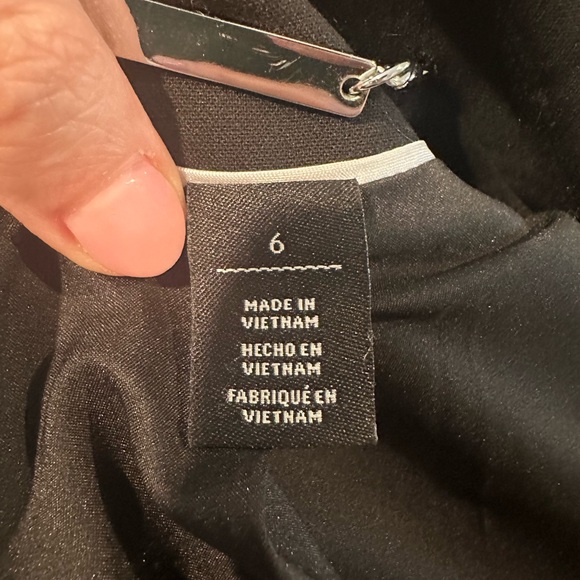 6
MADE IN
VIETNAM
HECHO EN
VIETNAM
FABRIQUÉ EN
VIETNAM